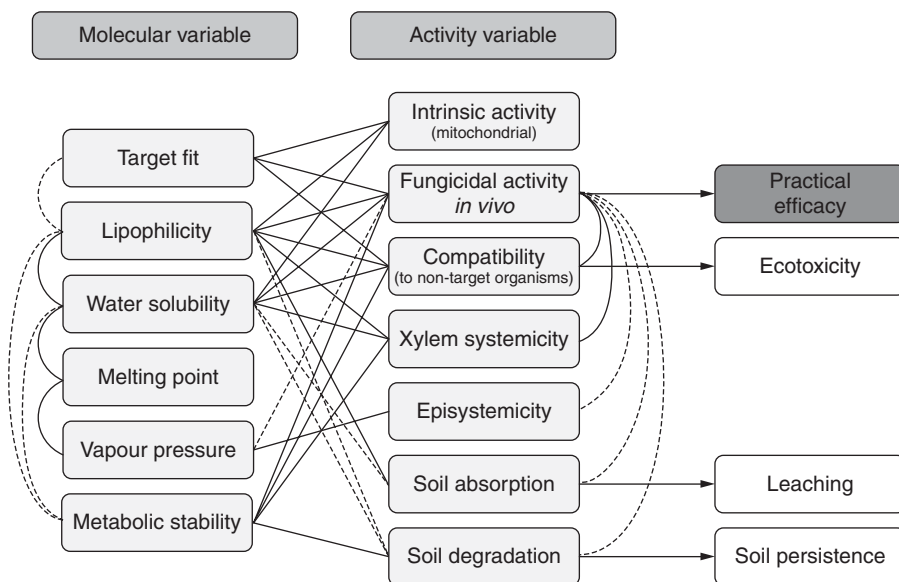 Molecular variable
Activity variable
Target fit
Lipophilicity
Water solubility
Melting point
Vapour pressure
Metabolic stability
Intrinsic activity
(mitochondrial)
Fungicidal activity
in vivo
Compatibility
(to non-target organisms)
Xylem systemicity
Episystemicity
Soil absorption
Soil degradation
Practical
efficacy
Ecotoxicity
Leaching
Soil persistence